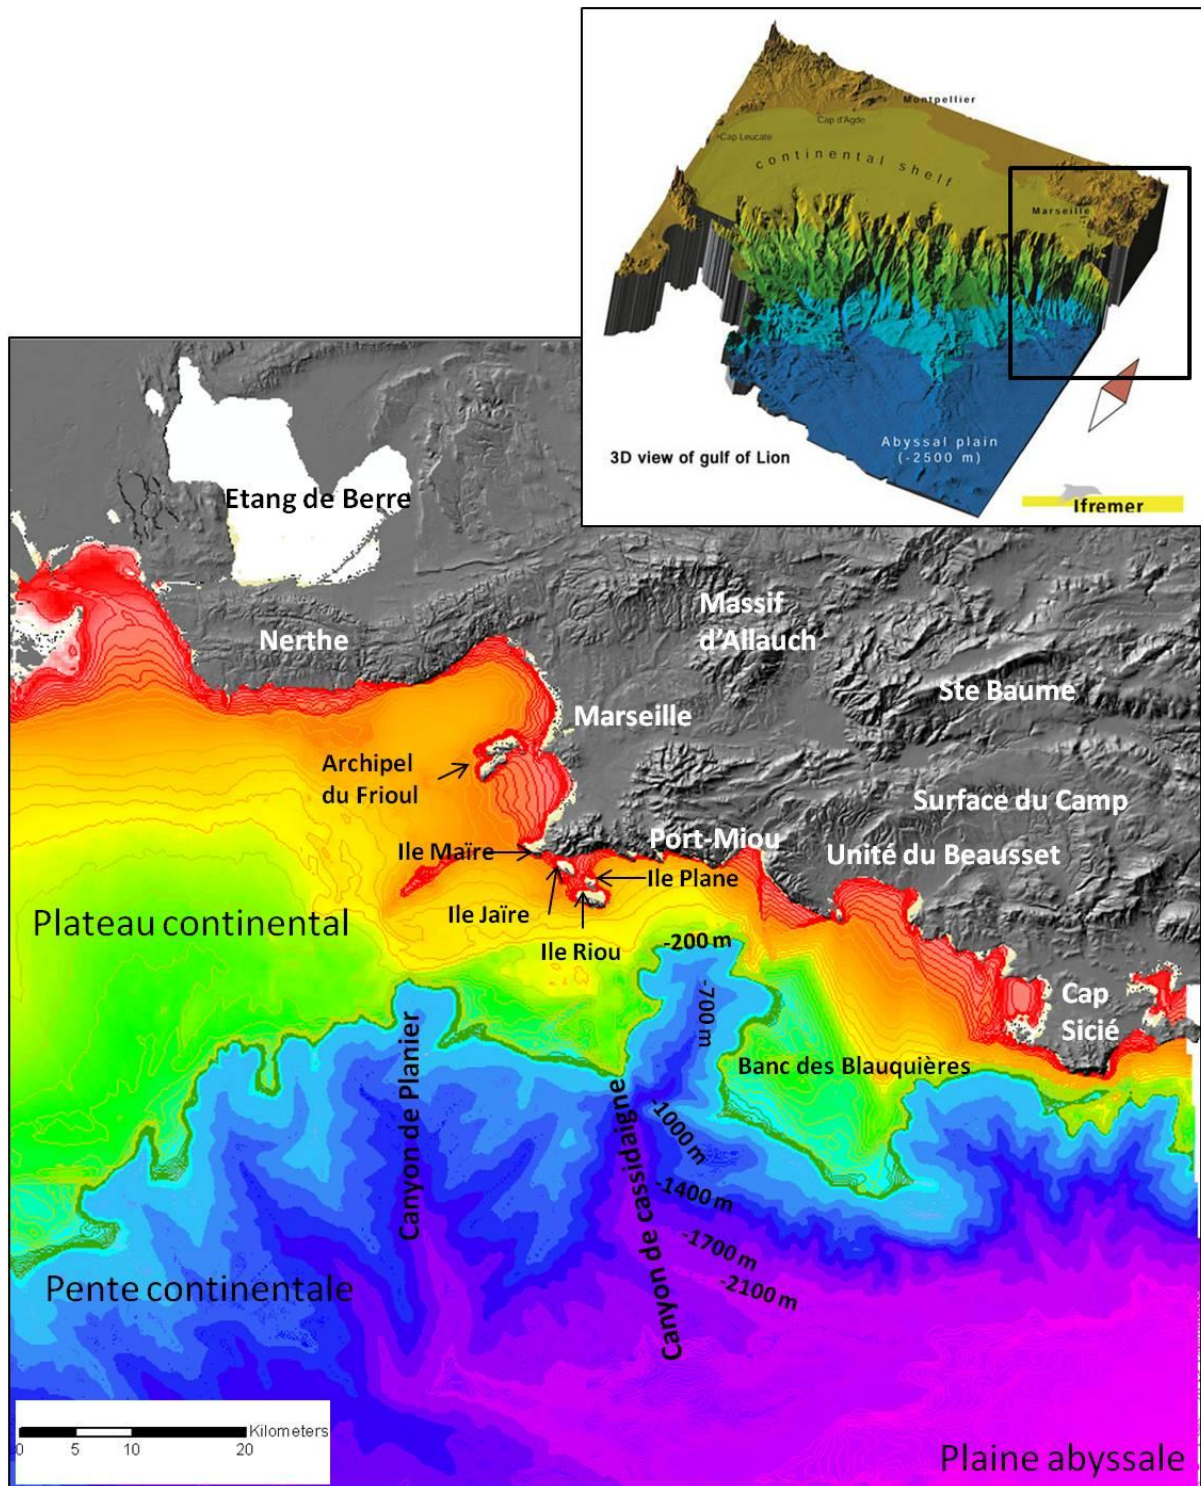 Montpellier
Cap d'Agde
Cap Leucate
continental shelf
Marseille
Abyssal plain
(-2500 m)
3D view of gulf of Lion
Ifremer
Etang de Berre
Nerthe
Massif
d'Allauch
Ste Baume
Marseille
Archipel
du Frioul
Surface du Camp
Port-Miou
Unité du Beausset
Ile Maïre
Ile Plane
Ile Jaïre
Ile Riou
Plateau continental
-200 m
-700 m
Cap
Sicié
Banc des Blauquières
Canyon de Planier
Canyon de cassidaigne
-1000 m
-1400 m
-1700 m
-2100 m
Pente continentale
Kilometers
0 5 10 20
Plaine abyssale